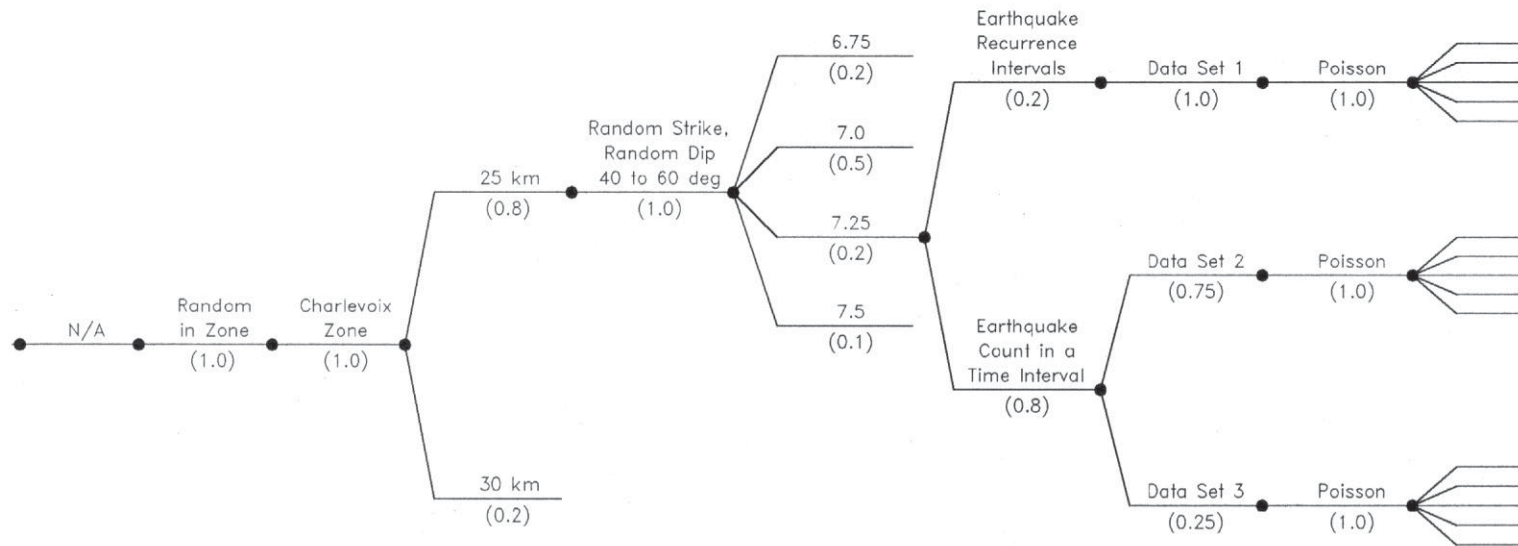 N/A
Random
in Zone
(1.0)
Charlevoix
Zone
(1.0)
25 km
(0.8)
30 km
(0.2)
Random Strike,
Random Dip
40 to 60 deg
(1.0)
6.75
(0.2)
7.0
(0.5)
7.25
(0.2)
7.5
(0.1)
Earthquake
Recurrence
Intervals
(0.2)
Data Set 1
(1.0)
Poisson
(1.0)
Earthquake
Count in a
Time Interval
(0.8)
Data Set 2
(0.75)
Poisson
(1.0)
Data Set 3
(0.25)
Poisson
(1.0)